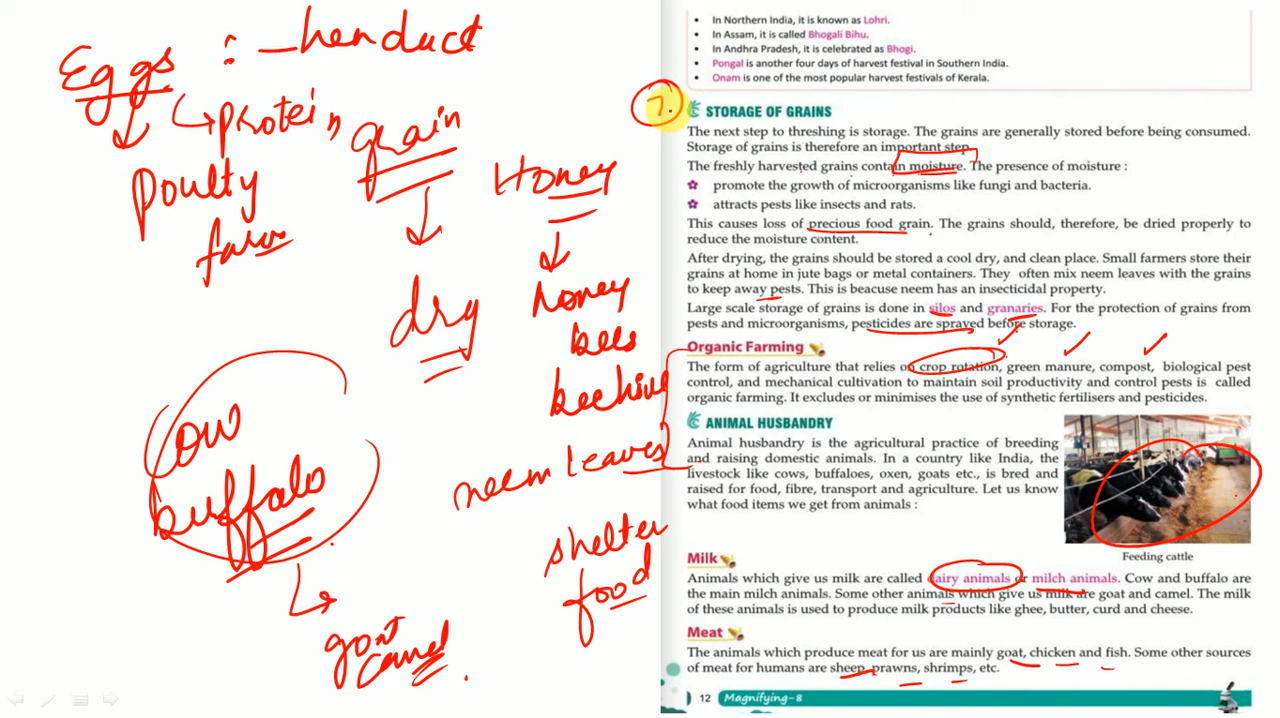 Eggs : - hen duct
protein
Poulty
farm
grain
dry
Honey
honey
bees
beehive
neem leaves
Cow
buffalo
goat
camel
shelter
food
7.
• In Northern India, it is known as Lohri.
• In Assam, it is called Bhogali Bihu.
• In Andhra Pradesh, it is celebrated as Bhogi.
• Pongal is another four days of harvest festival in Southern India.
• Onam is one of the most popular harvest festivals of Kerala.
STORAGE OF GRAINS
The next step to threshing is storage. The grains are generally stored before being consumed.
Storage of grains is therefore an important step.
The freshly harvested grains contain moisture. The presence of moisture :
promote the growth of microorganisms like fungi and bacteria.
attracts pests like insects and rats.
This causes loss of precious food grain. The grains should, therefore, be dried properly to
reduce the moisture content.
After drying, the grains should be stored a cool dry, and clean place. Small farmers store their
grains at home in jute bags or metal containers. They often mix neem leaves with the grains
to keep away pests. This is beacuse neem has an insecticidal property.
Large scale storage of grains is done in silos and granaries. For the protection of grains from
pests and microorganisms, pesticides are sprayed before storage.
Organic Farming
The form of agriculture that relies on crop rotation, green manure, compost, biological pest
control, and mechanical cultivation to maintain soil productivity and control pests is called
organic farming. It excludes or minimises the use of synthetic fertilisers and pesticides.
ANIMAL HUSBANDRY
Animal husbandry is the agricultural practice of breeding
and raising domestic animals. In a country like India, the
livestock like cows, buffaloes, oxen, goats etc., is bred and
raised for food, fibre, transport and agriculture. Let us know
what food items we get from animals :
Feeding cattle
Milk
Animals which give us milk are called dairy animals or milch animals. Cow and buffalo are
the main milch animals. Some other animals which give us milk are goat and camel. The milk
of these animals is used to produce milk products like ghee, butter, curd and cheese.
Meat
The animals which produce meat for us are mainly goat, chicken and fish. Some other sources
of meat for humans are sheep, prawns, shrimps, etc.
12 Magnifying-8